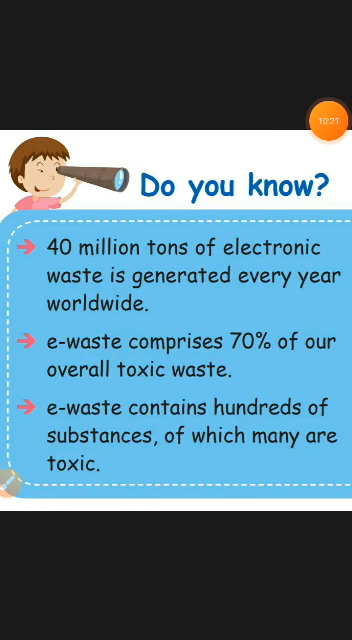 10:21
Do you know?
40 million tons of electronic
waste is generated every year
worldwide.
e-waste comprises 70% of our
overall toxic waste.
e-waste contains hundreds of
substances, of which many are
toxic.